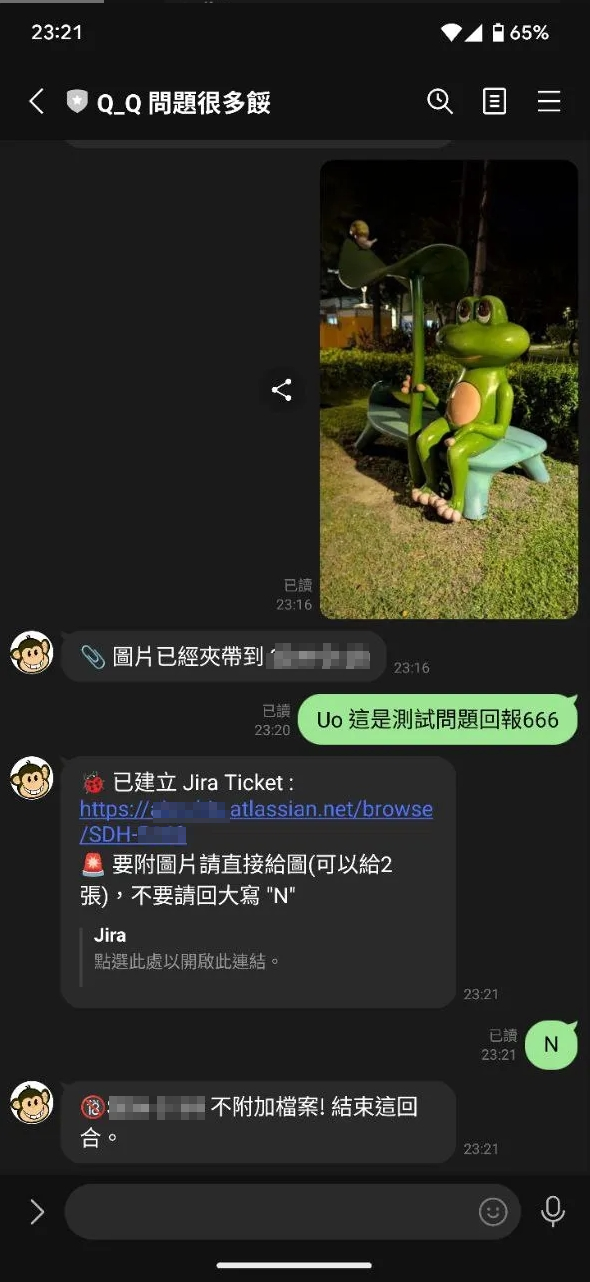 23:21
65%
Q_Q 問題很多餒
已讀
23:16
圖片已經夾帶到
23:16
已讀
23:20
Uo 這是測試問題回報666
已建立 Jira Ticket :
https://a atlassian.net/browse
/SDH-
要附圖片請直接給圖(可以給2
張)，不要請回大寫 "N"
Jira
點選此處以開啟此連結。
23:21
已讀
23:21
N
不附加檔案! 結束這回
合。
23:21